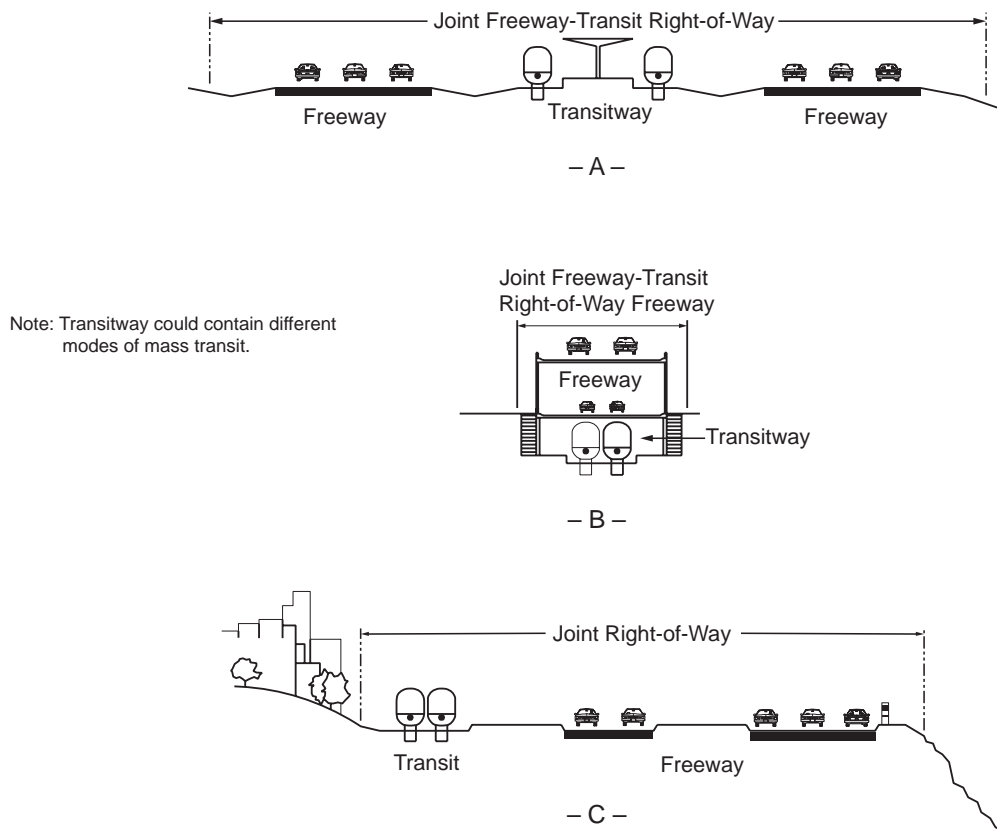 Joint Freeway-Transit Right-of-Way
Freeway
Transitway
Freeway
– A –
Joint Freeway-Transit
Right-of-Way Freeway
Note: Transitway could contain different
modes of mass transit.
Freeway
Transitway
– B –
Joint Right-of-Way
Transit
Freeway
– C –